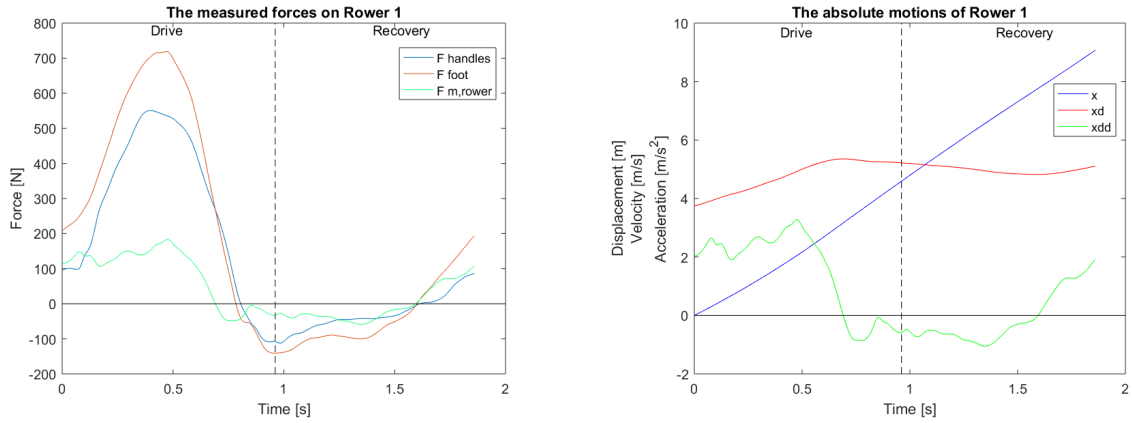 The measured forces on Rower 1
Drive
Recovery
F handles
F foot
F m,rower
800
700
600
500
400
300
200
100
0
-100
-200
Force [N]
0
0.5
1
1.5
2
Time [s]
The absolute motions of Rower 1
Drive
Recovery
x
xd
xdd
10
8
6
4
2
0
-2
Displacement [m]
Velocity [m/s]
Acceleration [m/s²]
0
0.5
1
1.5
2
Time [s]